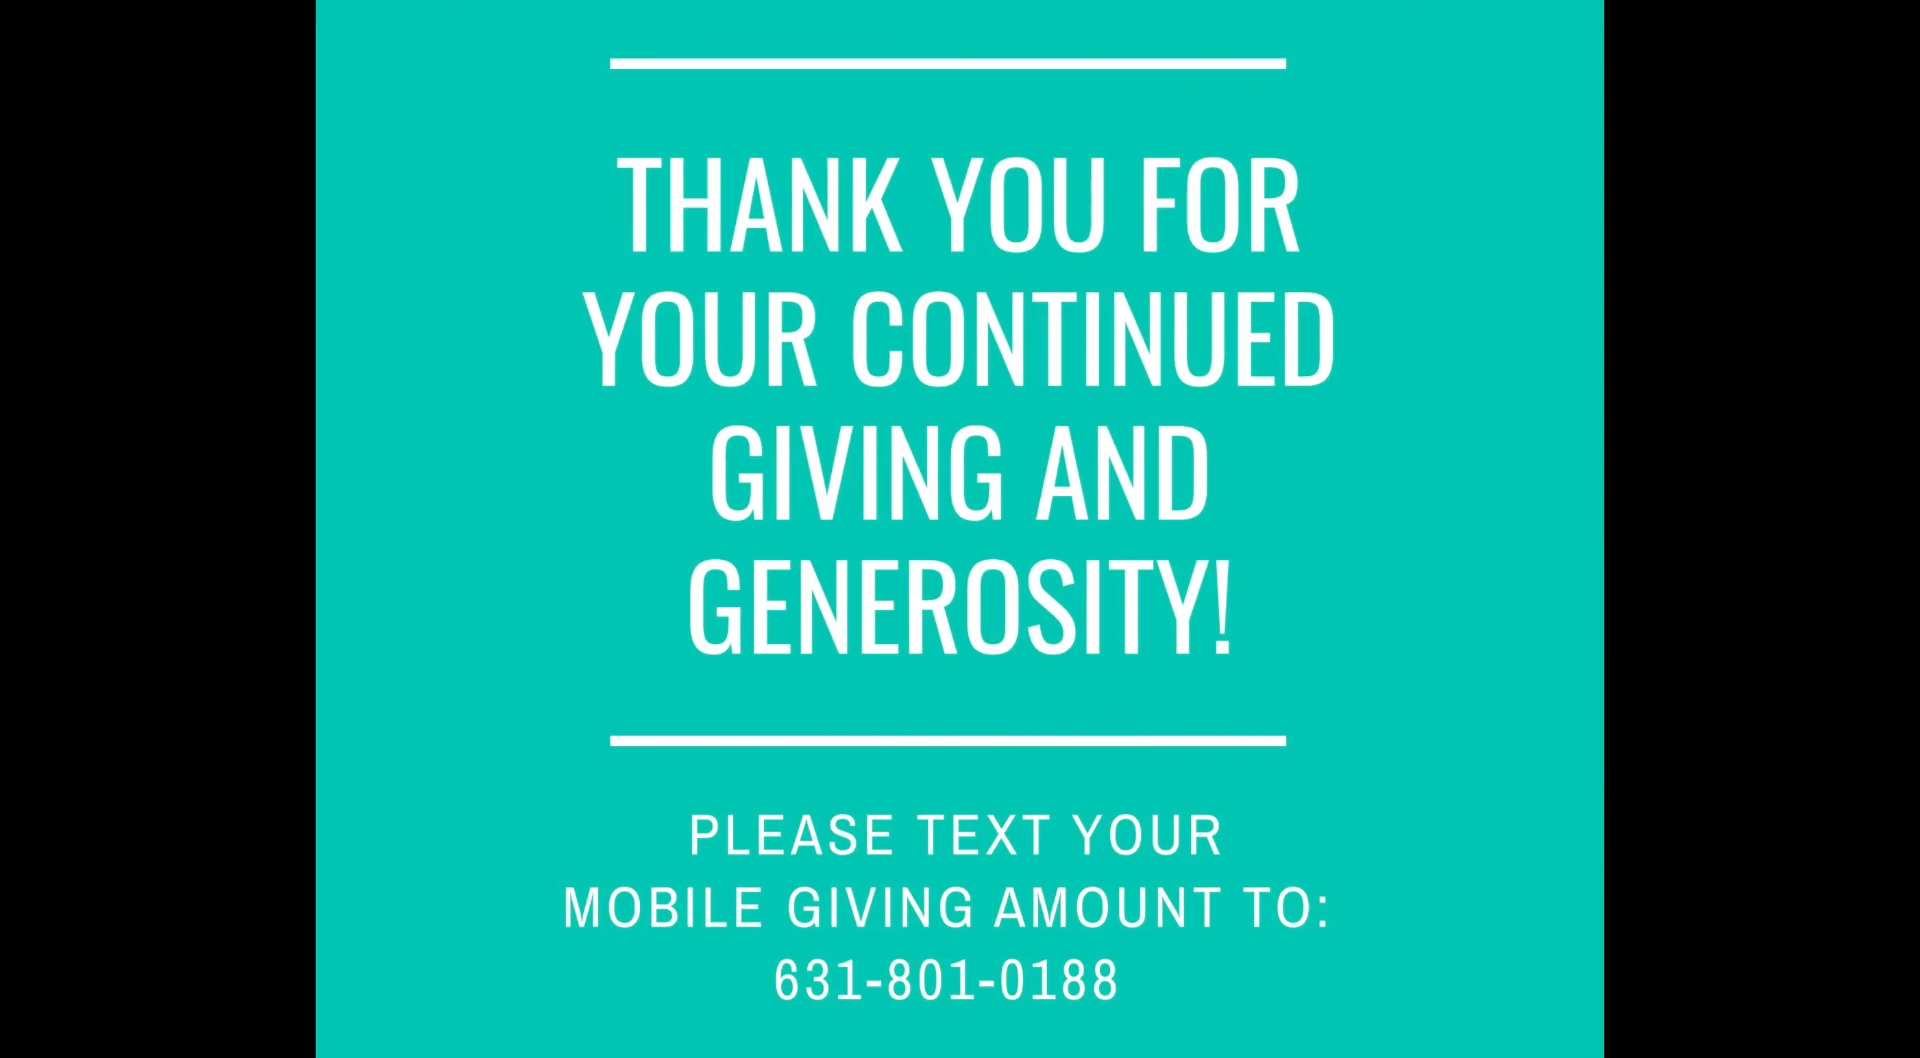 THANK YOU FOR
YOUR CONTINUED
GIVING AND
GENEROSITY!
PLEASE TEXT YOUR
MOBILE GIVING AMOUNT TO:
631-801-0188